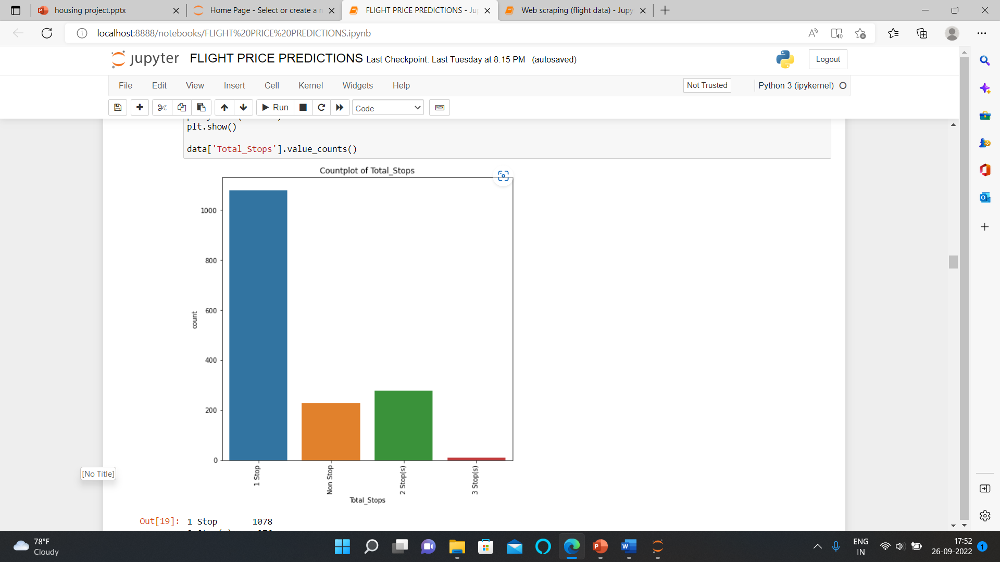 housing project.pptx
Home Page - Select or create a n
FLIGHT PRICE PREDICTIONS - Ju
Web scraping (flight data) - Jupy
localhost:8888/notebooks/FLIGHT%20PRICE%20PREDICTIONS.ipynb
jupyter FLIGHT PRICE PREDICTIONS Last Checkpoint: Last Tuesday at 8:15 PM (autosaved)
Logout
File Edit View Insert Cell Kernel Widgets Help
Not Trusted
Python 3 (ipykernel)
Run
Code
plt.show()
data['Total_Stops'].value_counts()
Countplot of Total_Stops
1000
800
600
400
200
0
count
1 Stop
Non Stop
2 Stop(s)
3 Stop(s)
Total_Stops
[No Title]
Out[19]: 1 Stop 1078
78°F
Cloudy
ENG
IN
17:52
26-09-2022
1